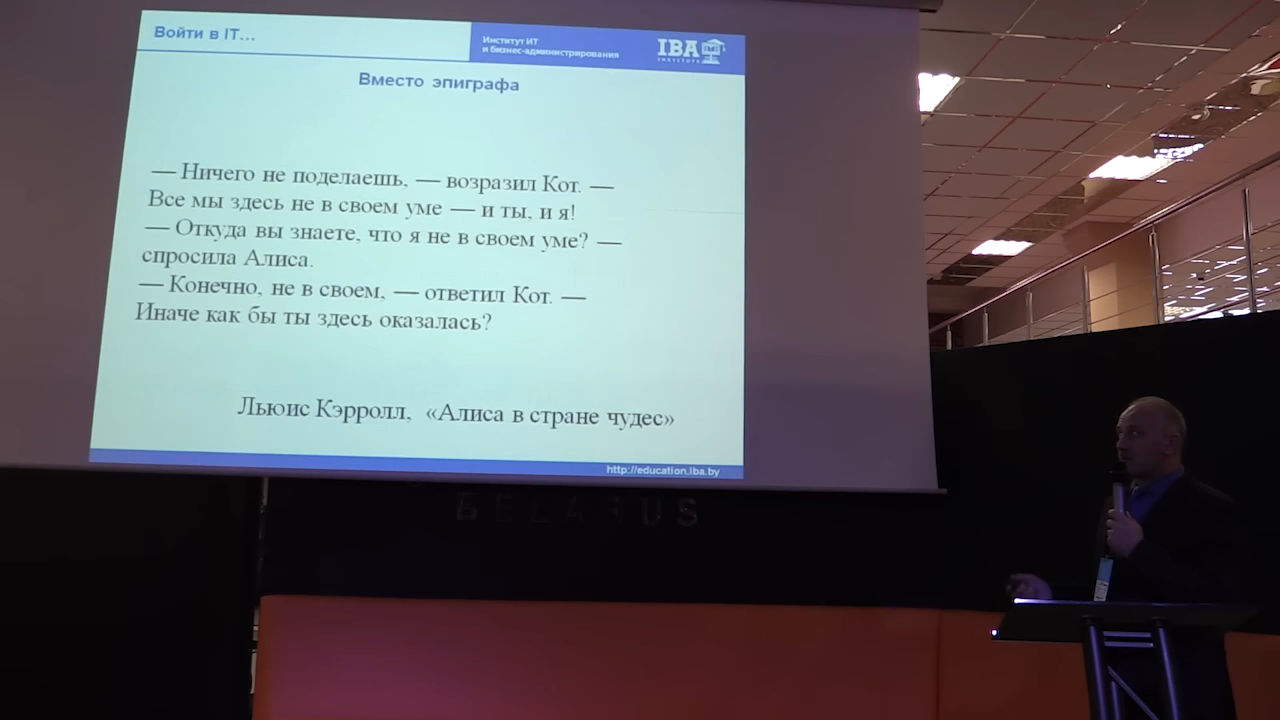 Войти в IT...
Институт ИТ
и бизнес-администрирования
IBA
INSTITUTE
Вместо эпиграфа
— Ничего не поделаешь, — возразил Кот. —
Все мы здесь не в своем уме — и ты, и я!
— Откуда вы знаете, что я не в своем уме? —
спросила Алиса.
— Конечно, не в своем, — ответил Кот. —
Иначе как бы ты здесь оказалась?
Льюис Кэрролл, «Алиса в стране чудес»
http://education.iba.by
BELARUS